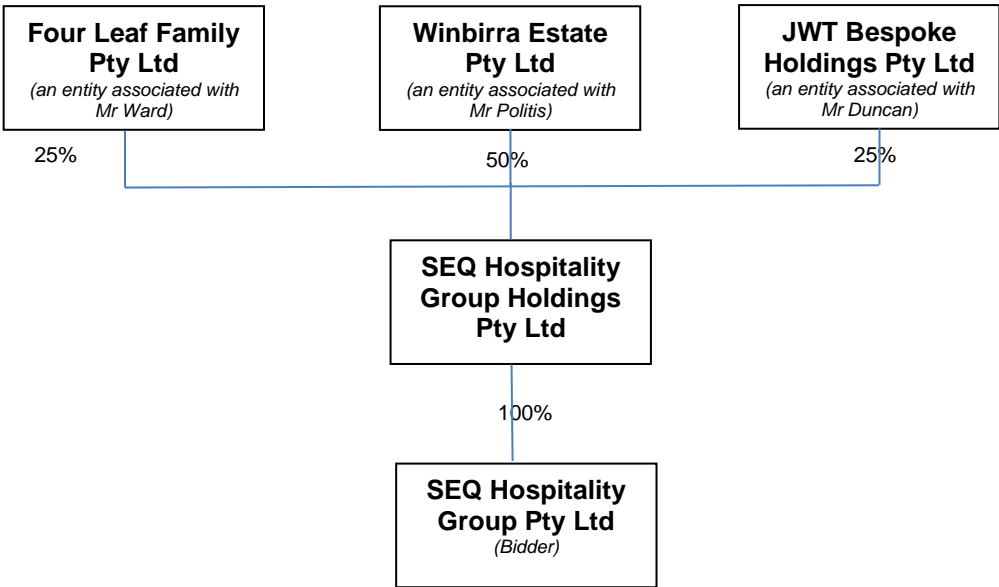 Four Leaf Family
Pty Ltd
(an entity associated with
Mr Ward)
Winbirra Estate
Pty Ltd
(an entity associated with
Mr Politis)
JWT Bespoke
Holdings Pty Ltd
(an entity associated with
Mr Duncan)
25%
50%
25%
SEQ Hospitality
Group Holdings
Pty Ltd
100%
SEQ Hospitality
Group Pty Ltd
(Bidder)